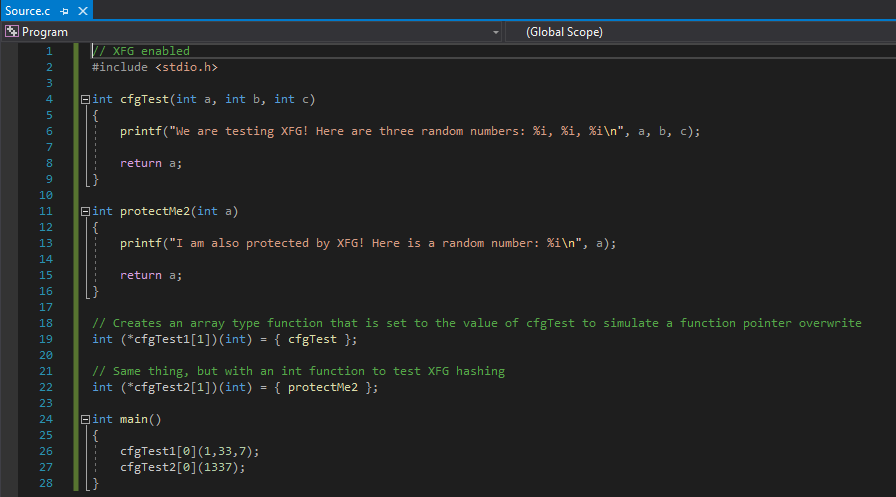 Source.c
Program (Global Scope)
1 // XFG enabled
2 #include <stdio.h>
3
4 int cfgTest(int a, int b, int c)
5 {
6 printf("We are testing XFG! Here are three random numbers: %i, %i, %i\n", a, b, c);
7
8 return a;
9 }
10
11 int protectMe2(int a)
12 {
13 printf("I am also protected by XFG! Here is a random number: %i\n", a);
14
15 return a;
16 }
17
18 // Creates an array type function that is set to the value of cfgTest to simulate a function pointer overwrite
19 int (*cfgTest1[1])(int) = { cfgTest };
20
21 // Same thing, but with an int function to test XFG hashing
22 int (*cfgTest2[1])(int) = { protectMe2 };
23
24 int main()
25 {
26 cfgTest1[0](1,33,7);
27 cfgTest2[0](1337);
28 }